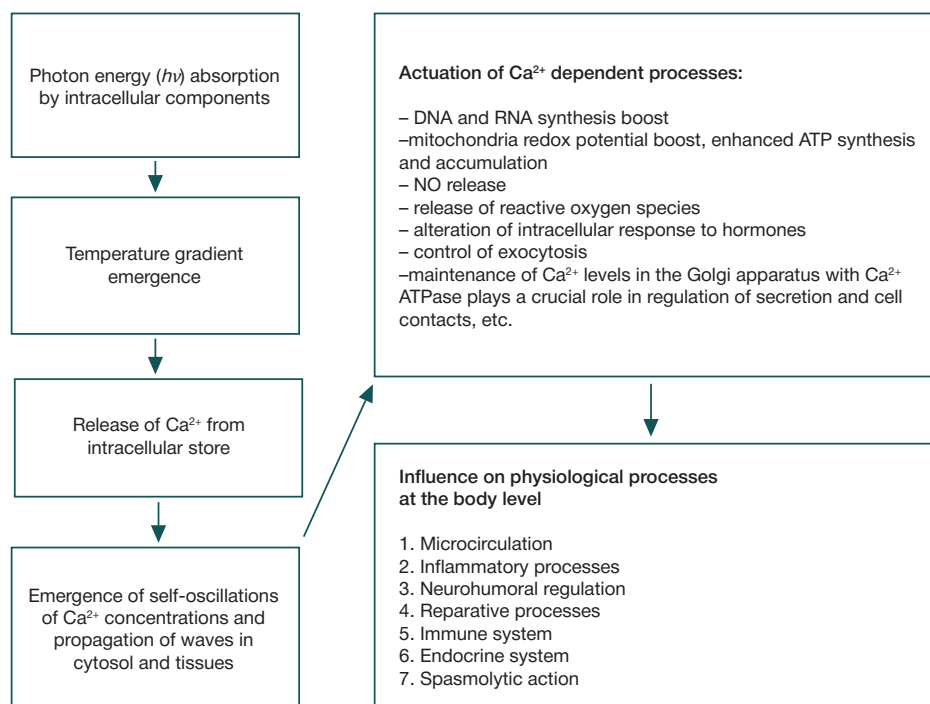 Photon energy (hν) absorption
by intracellular components
Temperature gradient
emergence
Release of Ca²⁺ from
intracellular store
Emergence of self-oscillations
of Ca²⁺ concentrations and
propagation of waves in
cytosol and tissues
Actuation of Ca²⁺ dependent processes:
– DNA and RNA synthesis boost
–mitochondria redox potential boost, enhanced ATP synthesis
and accumulation
– NO release
– release of reactive oxygen species
– alteration of intracellular response to hormones
– control of exocytosis
–maintenance of Ca²⁺ levels in the Golgi apparatus with Ca²⁺
ATPase plays a crucial role in regulation of secretion and cell
contacts, etc.
Influence on physiological processes
at the body level
1. Microcirculation
2. Inflammatory processes
3. Neurohumoral regulation
4. Reparative processes
5. Immune system
6. Endocrine system
7. Spasmolytic action